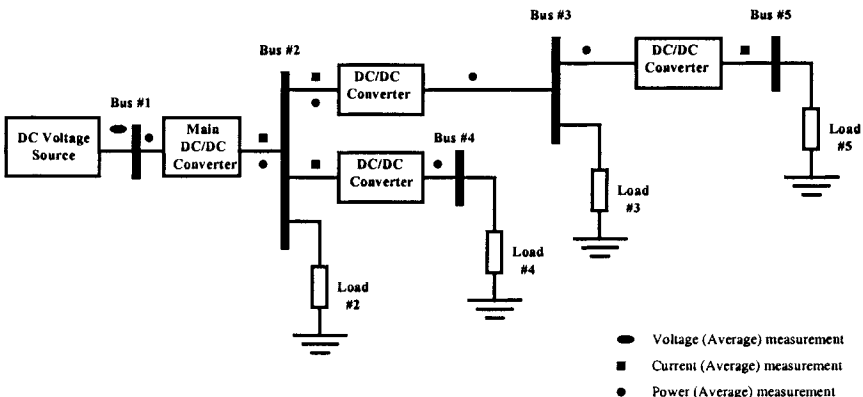 Bus #3
Bus #5
Bus #2
DC/DC
Converter
DC/DC
Converter
Bus #1
DC Voltage
Source
Main
DC/DC
Converter
Bus #4
DC/DC
Converter
Load
#5
Load
#3
Load
#4
Load
#2
Voltage (Average) measurement
Current (Average) measurement
Power (Average) measurement